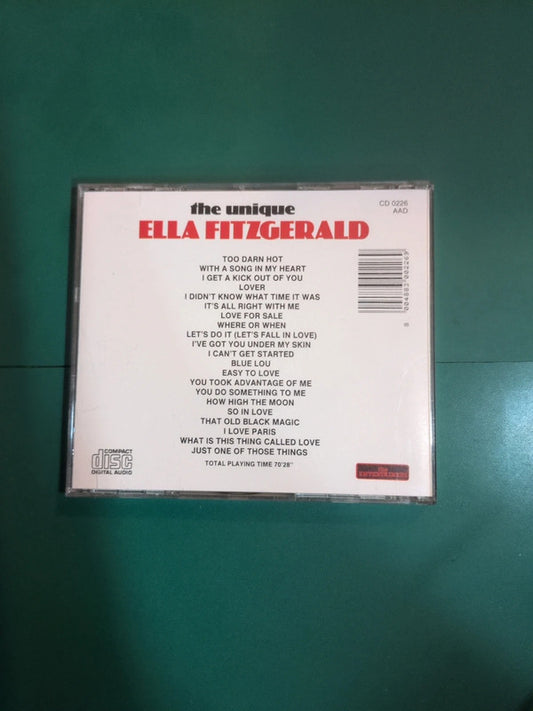 the unique
ELLA FITZGERALD
CD 0226
AAD
TOO DARN HOT
WITH A SONG IN MY HEART
I GET A KICK OUT OF YOU
LOVER
I DIDN'T KNOW WHAT TIME IT WAS
IT'S ALL RIGHT WITH ME
LOVE FOR SALE
WHERE OR WHEN
LET'S DO IT (LET'S FALL IN LOVE)
I'VE GOT YOU UNDER MY SKIN
I CAN'T GET STARTED
BLUE LOU
EASY TO LOVE
YOU TOOK ADVANTAGE OF ME
YOU DO SOMETHING TO ME
HOW HIGH THE MOON
SO IN LOVE
THAT OLD BLACK MAGIC
I LOVE PARIS
WHAT IS THIS THING CALLED LOVE
JUST ONE OF THOSE THINGS
TOTAL PLAYING TIME 70'28"
COMPACT
disc
DIGITAL AUDIO
the